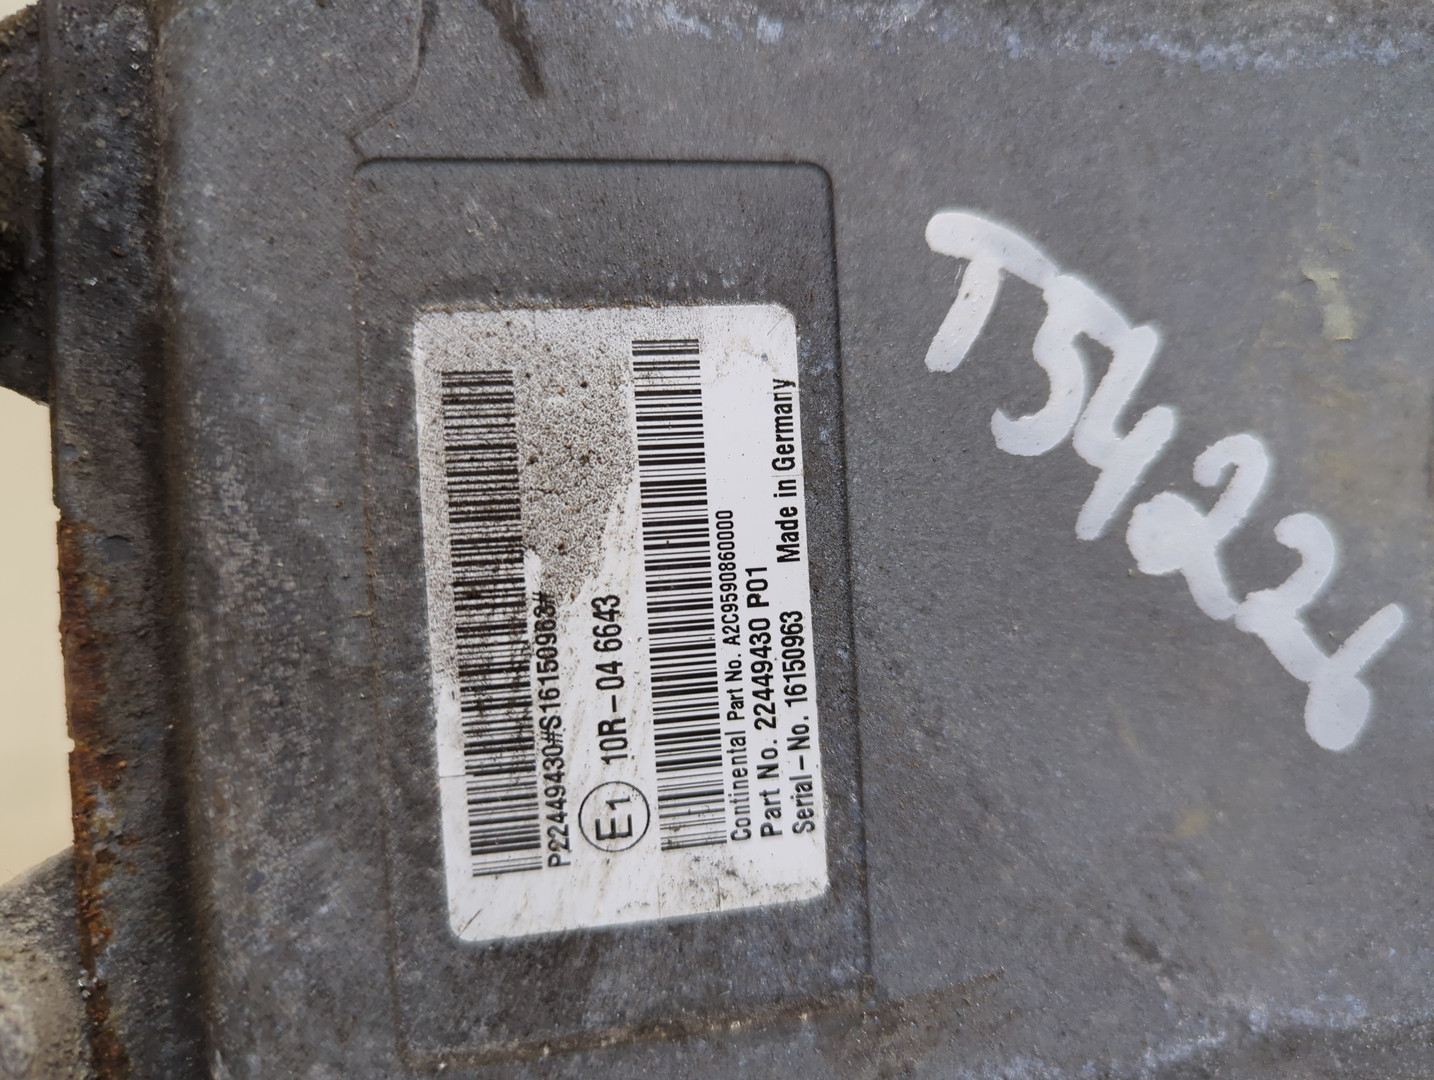 P22449430#S16150963#
E1 10R-04 6643
Continental Part No. A2C9590860000
Part No. 22449430 P01
Serial-No. 16150963 Made in Germany
T54226